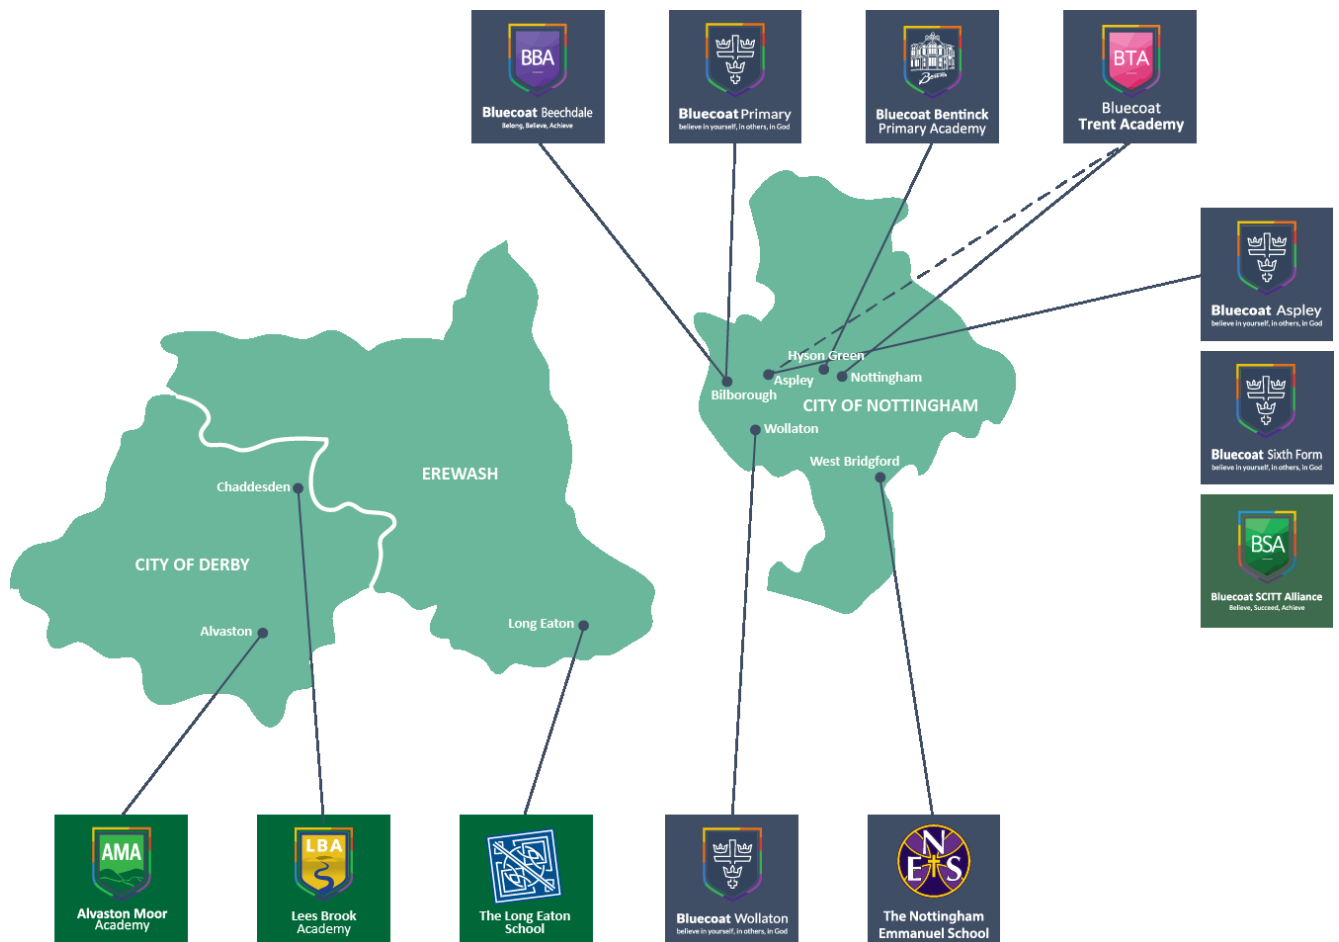 BBA
Bluecoat Beechdale
Belong, Believe, Achieve
Bluecoat Primary
believe in yourself, in others, in God
Bluecoat Bentinck
Primary Academy
BTA
Bluecoat
Trent Academy
Bluecoat Aspley
believe in yourself, in others, in God
Bluecoat Sixth Form
believe in yourself, in others, in God
BSA
Bluecoat SCITT Alliance
Believe, Succeed, Achieve
Hyson Green
Aspley
Nottingham
Bilborough
CITY OF NOTTINGHAM
Wollaton
West Bridgford
EREWASH
Chaddesden
CITY OF DERBY
Alvaston
Long Eaton
AMA
Alvaston Moor
Academy
LBA
Lees Brook
Academy
The Long Eaton
School
Bluecoat Wollaton
believe in yourself, in others, in God
N
E S
The Nottingham
Emmanuel School